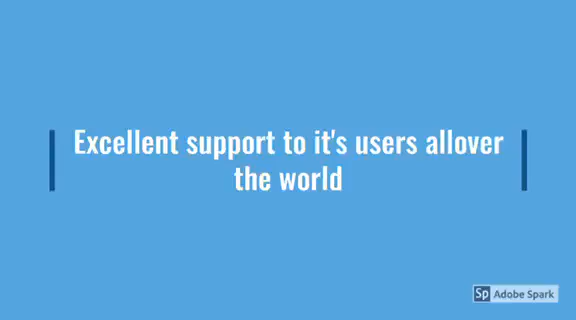 Excellent support to it's users allover
the world
Sp Adobe Spark